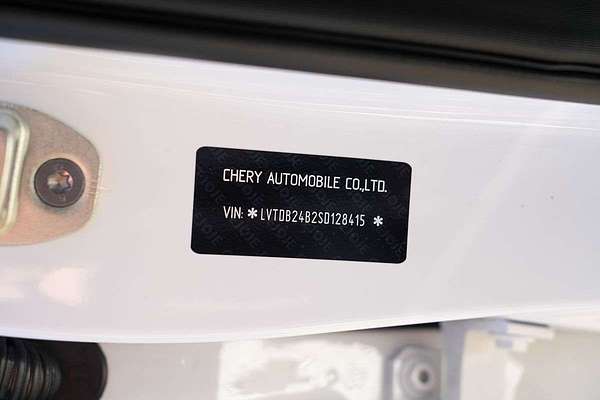 CHERY AUTOMOBILE CO.,LTD.
VIN: *LVTDB24B2SD128415 *